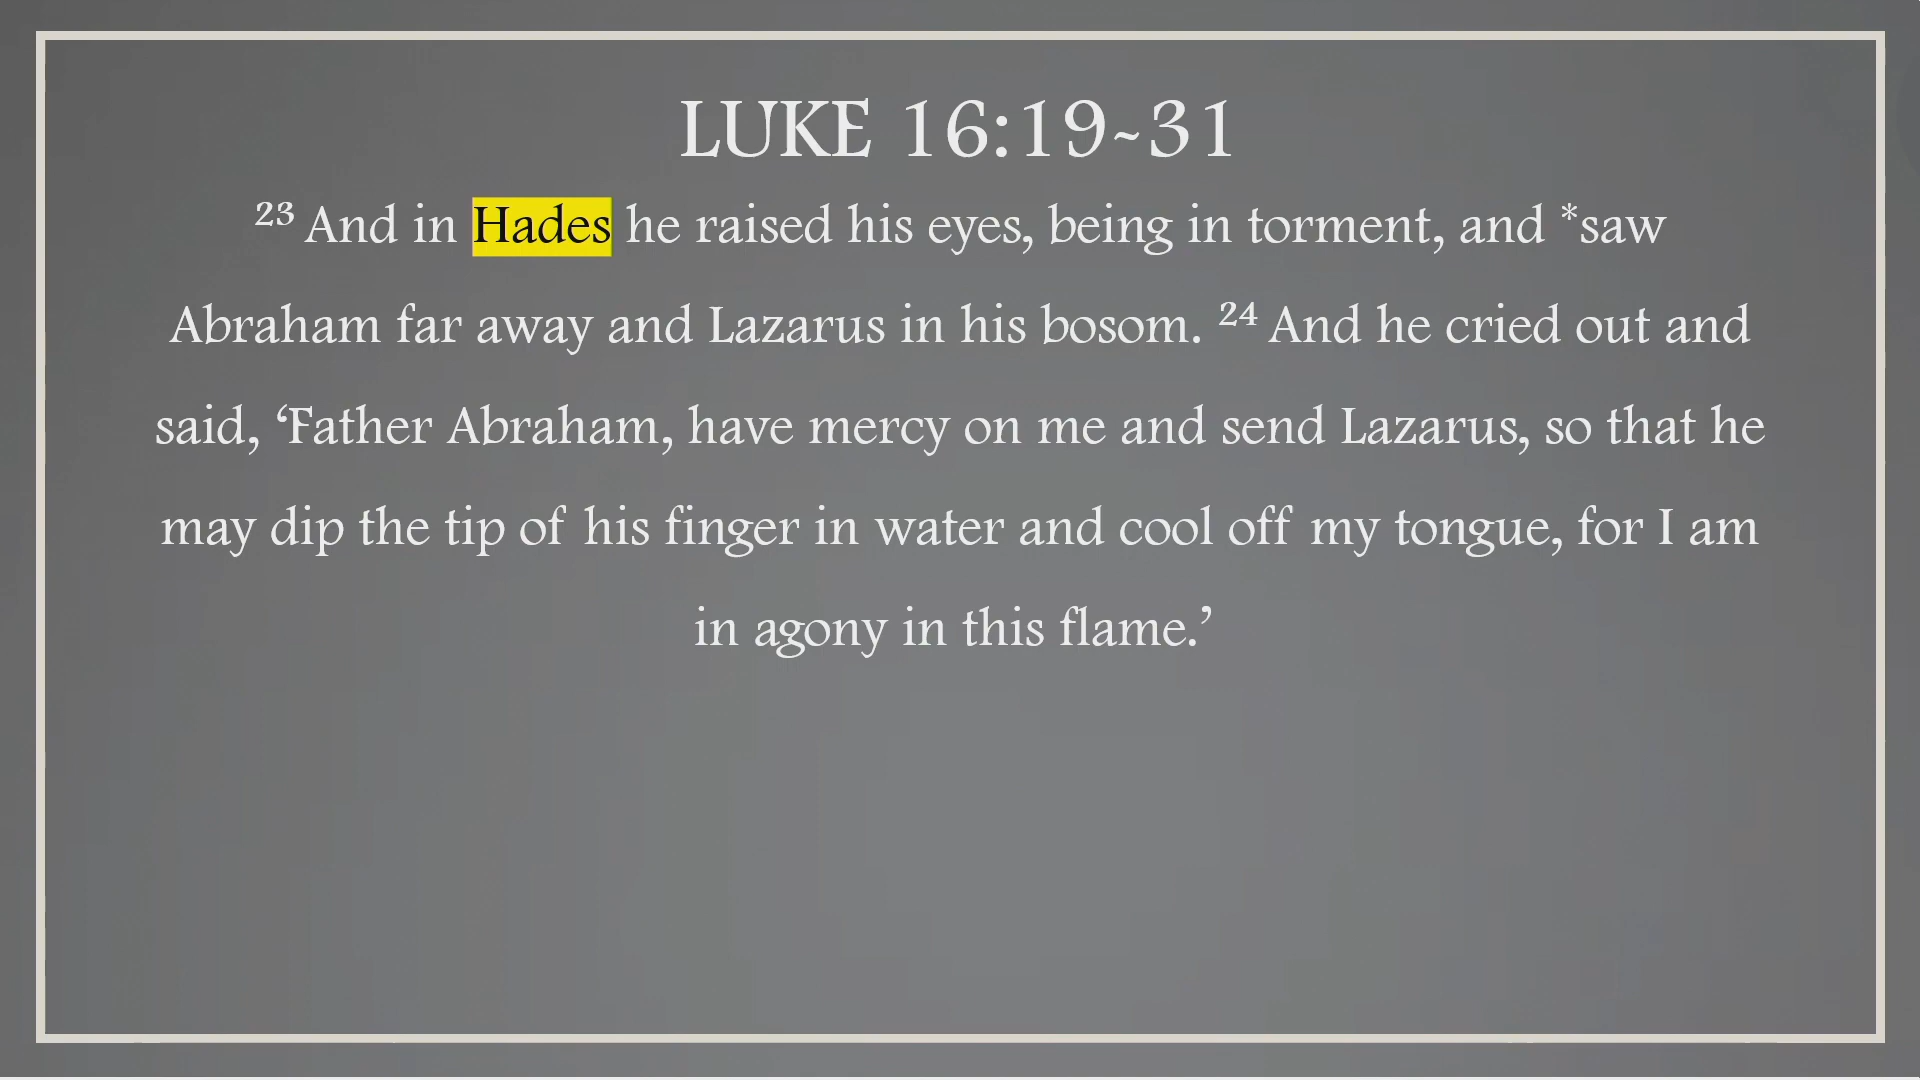 LUKE 16:19-31
²³ And in Hades he raised his eyes, being in torment, and *saw
Abraham far away and Lazarus in his bosom. ²⁴ And he cried out and
said, ‘Father Abraham, have mercy on me and send Lazarus, so that he
may dip the tip of his finger in water and cool off my tongue, for I am
in agony in this flame.’